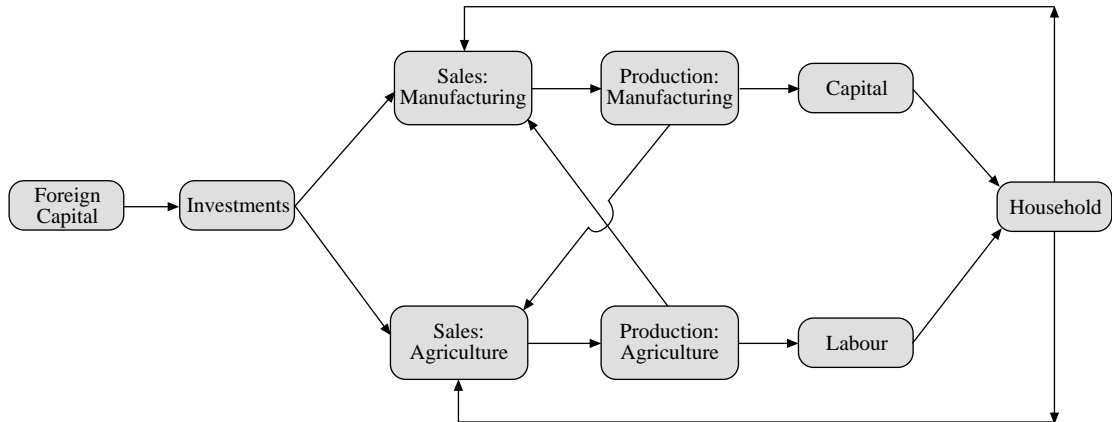 Sales:
Manufacturing
Production:
Manufacturing
Capital
Foreign
Capital
Investments
Household
Sales:
Agriculture
Production:
Agriculture
Labour